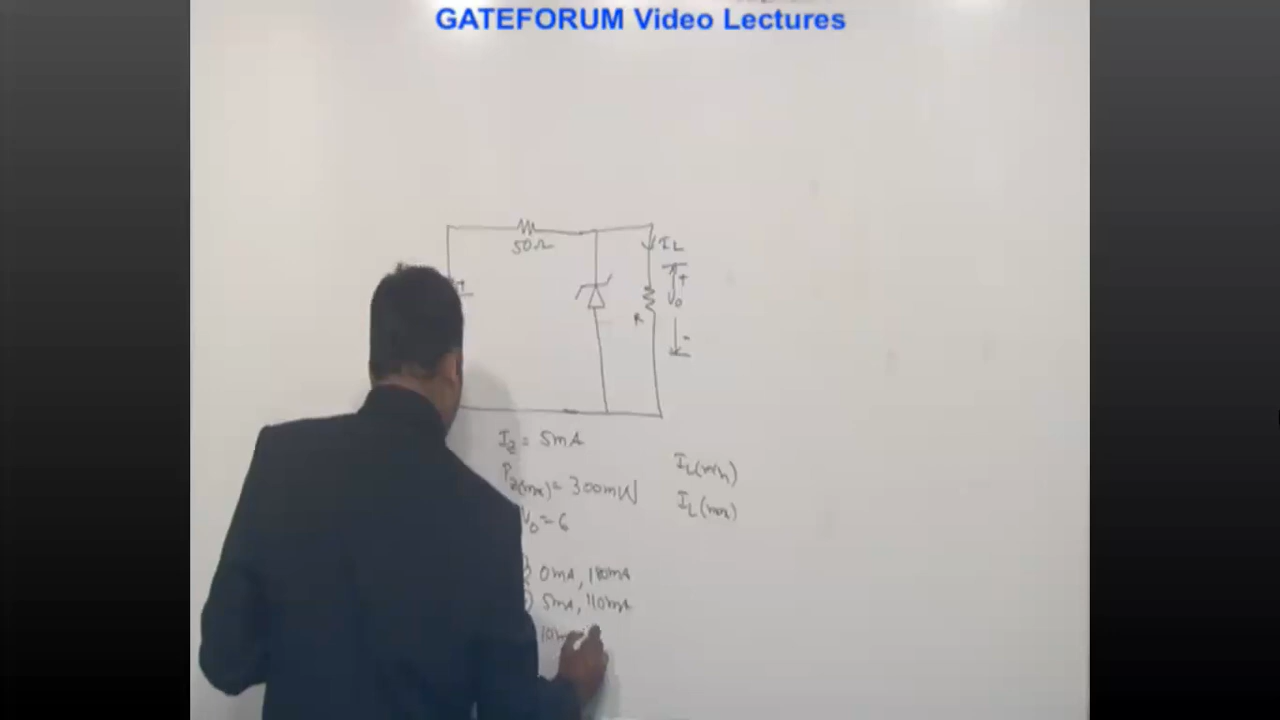 GATEFORUM Video Lectures
50Ω
IL
+
+
V0
R
-
IZ = 5mA
PZ(max) = 300mW
V0 = 6
IL(min)
IL(max)
0mA, 180mA
5mA, 110mA
10m